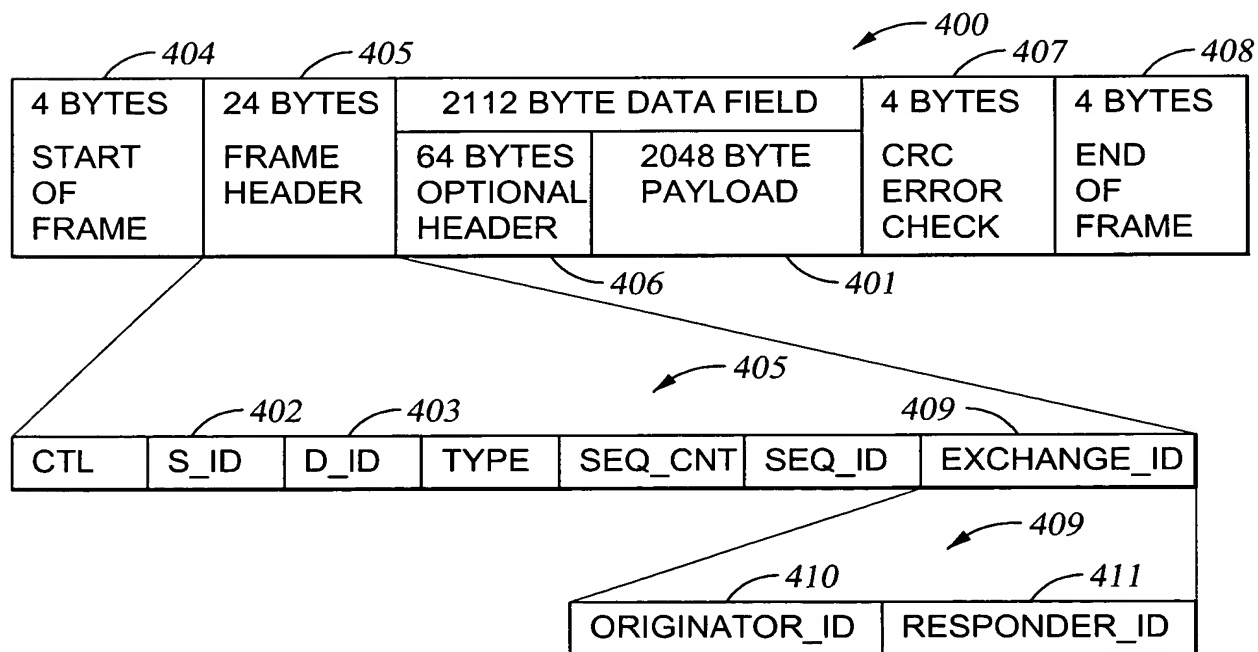 404 405 400 407 408
4 BYTES 24 BYTES 2112 BYTE DATA FIELD 4 BYTES 4 BYTES
START FRAME 64 BYTES 2048 BYTE CRC END
OF HEADER OPTIONAL PAYLOAD ERROR OF
FRAME HEADER CHECK FRAME
406 401
405
402 403 409
CTL S_ID D_ID TYPE SEQ_CNT SEQ_ID EXCHANGE_ID
409
410 411
ORIGINATOR_ID RESPONDER_ID